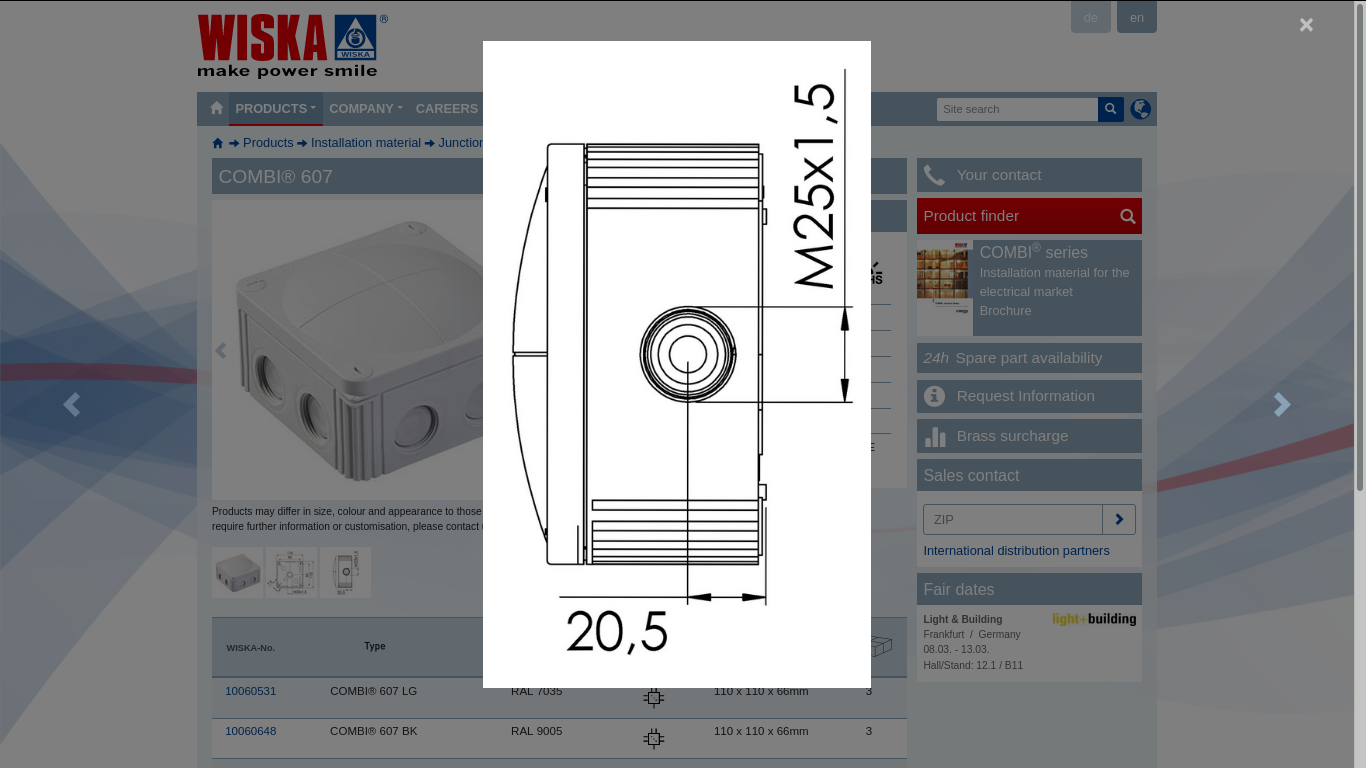 WISKA
®
WISKA
make power smile
de
en
×
PRODUCTS
COMPANY
CAREERS
Site search
Products
Installation material
Junction
COMBI® 607
M25x1,5
20,5
HS
E
Products may differ in size, colour and appearance to those
require further information or customisation, please contact
WISKA-No.
Type
10060531
COMBI® 607 LG
RAL 7035
110 x 110 x 66mm
3
10060648
COMBI® 607 BK
RAL 9005
110 x 110 x 66mm
3
Your contact
Product finder
COMBI® series
Installation material for the
electrical market
Brochure
24h Spare part availability
Request Information
Brass surcharge
Sales contact
ZIP
International distribution partners
Fair dates
Light & Building
light+building
Frankfurt / Germany
08.03. - 13.03.
Hall/Stand: 12.1 / B11